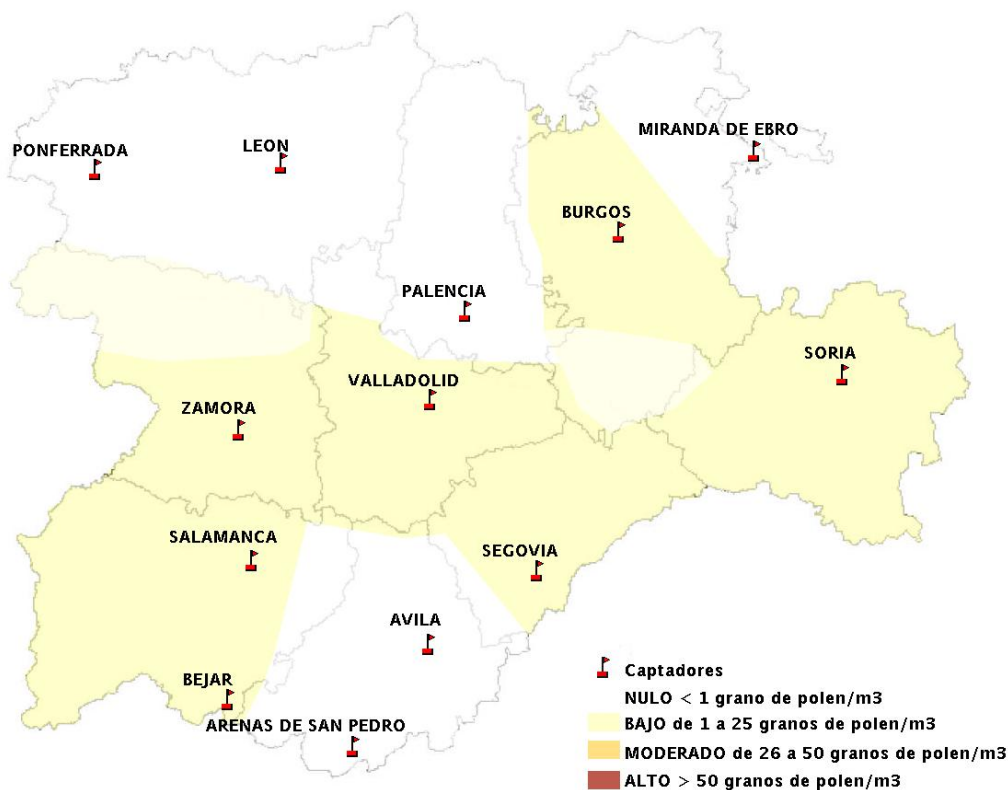 MIRANDA DE EBRO
PONFERRADA
LEON
BURGOS
PALENCIA
SORIA
VALLADOLID
ZAMORA
SALAMANCA
SEGOVIA
AVILA
BEJAR
ARENAS DE SAN PEDRO
Captadores
NULO < 1 grano de polen/m3
BAJO de 1 a 25 granos de polen/m3
MODERADO de 26 a 50 granos de polen/m3
ALTO > 50 granos de polen/m3